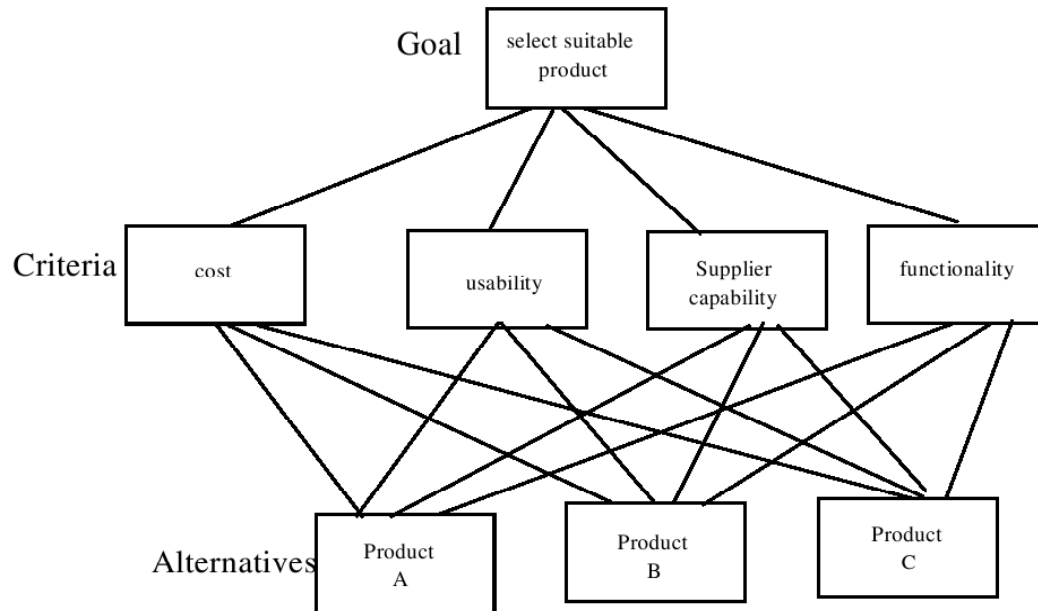 Goal
select suitable
product
Criteria
cost
usability
Supplier
capability
functionality
Alternatives
Product
A
Product
B
Product
C